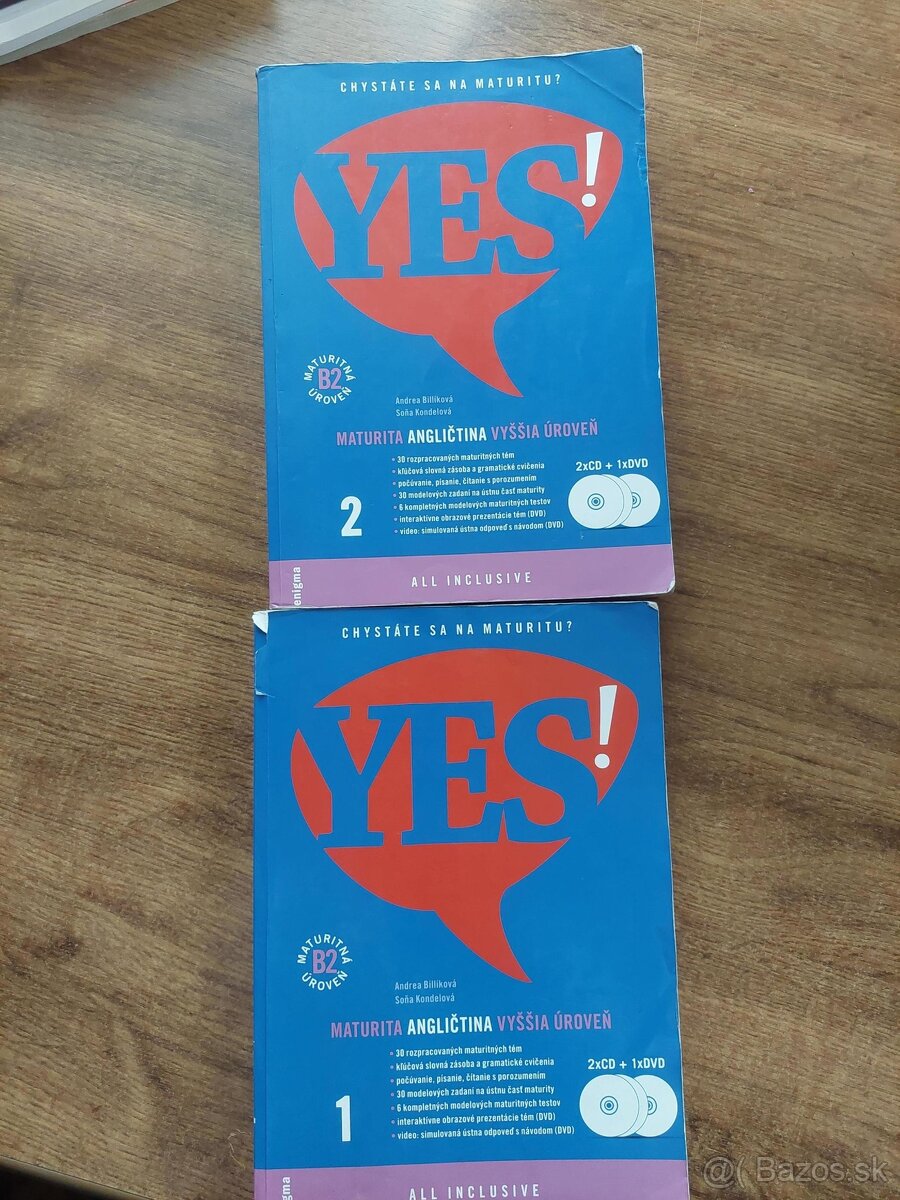 CHYSTÁTE SA NA MATURITU?
YES!
MATURITNÁ
B2
ÚROVEŇ
Andrea Billíková
Soňa Kondelová
MATURITA ANGLIČTINA VYŠŠIA ÚROVEŇ
• 30 rozpracovaných maturitných tém
• kľúčová slovná zásoba a gramatické cvičenia
• počúvanie, písanie, čítanie s porozumením
• 30 modelových zadaní na ústnu časť maturity
• 6 kompletných modelových maturitných testov
• interaktívne obrazové prezentácie tém (DVD)
• video: simulovaná ústna odpoveď s návodom (DVD)
2xCD + 1xDVD
2
enigma
ALL INCLUSIVE
CHYSTÁTE SA NA MATURITU?
YES!
MATURITNÁ
B2
ÚROVEŇ
Andrea Billíková
Soňa Kondelová
MATURITA ANGLIČTINA VYŠŠIA ÚROVEŇ
• 30 rozpracovaných maturitných tém
• kľúčová slovná zásoba a gramatické cvičenia
• počúvanie, písanie, čítanie s porozumením
• 30 modelových zadaní na ústnu časť maturity
• 6 kompletných modelových maturitných testov
• interaktívne obrazové prezentácie tém (DVD)
• video: simulovaná ústna odpoveď s návodom (DVD)
2xCD + 1xDVD
1
igma
ALL INCLUSIVE
@( Bazos.sk